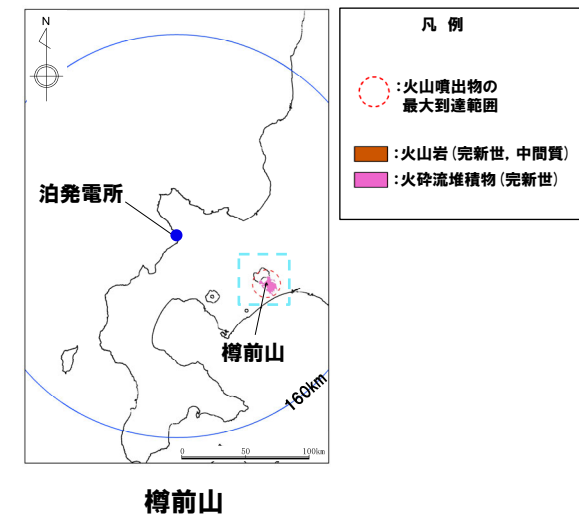 N
泊発電所
樽前山
160km
0 50 100km
凡 例
:火山噴出物の
最大到達範囲
:火山岩(完新世, 中間質)
:火砕流堆積物(完新世)
樽前山